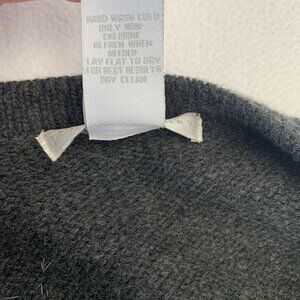 HAND WASH COLD
ONLY NON-
CHLORINE
BLEACH WHEN
NEEDED
LAY FLAT TO DRY
FOR BEST RESULTS
DRY CLEAN